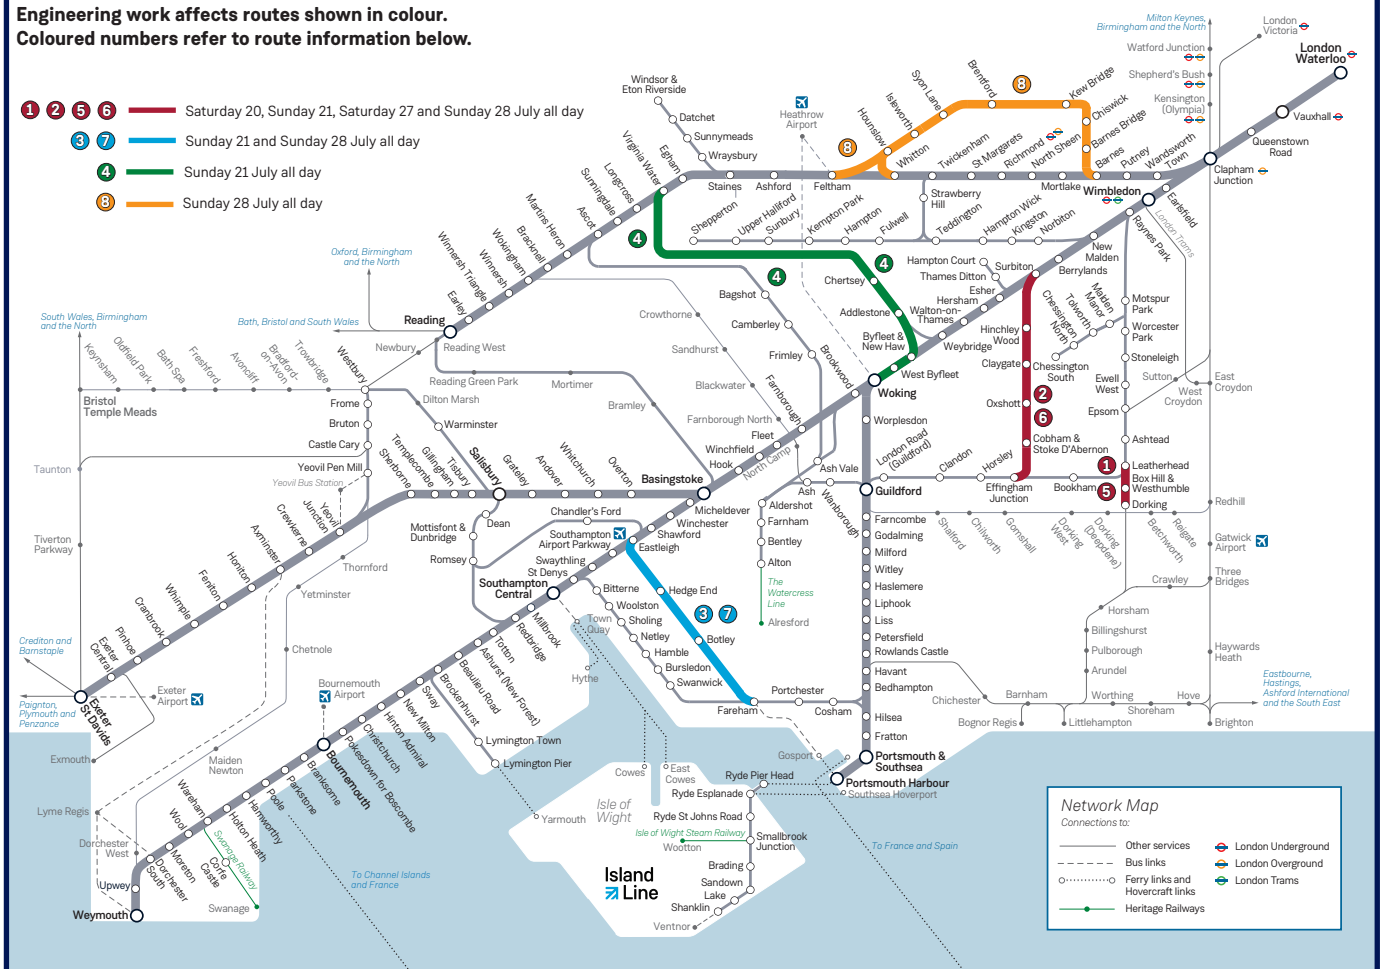 Engineering work affects routes shown in colour.
Coloured numbers refer to route information below.
1 2 5 6 Saturday 20, Sunday 21, Saturday 27 and Sunday 28 July all day
3 7 Sunday 21 and Sunday 28 July all day
4 Sunday 21 July all day
8 Sunday 28 July all day
Milton Keynes,
Birmingham and the North
London
Victoria
London
Waterloo
Watford Junction
Shepherd's Bush
Kensington
(Olympia)
Vauxhall
Queenstown
Road
Clapham
Junction
Windsor &
Eton Riverside
Datchet
Sunnymeads
Wraysbury
Heathrow
Airport
Virginia Water
Egham
Staines
Ashford
Feltham
8
Hounslow
Isleworth
Syon Lane
Brentford
8
Kew Bridge
Chiswick
Barnes Bridge
Whitton
Twickenham
St Margarets
Richmond
North Sheen
Mortlake
Barnes
Putney
Wandsworth
Town
Wimbledon
Earlsfield
London Trams
Raynes Park
Strawberry
Hill
Shepperton
Upper Halliford
Sunbury
Kempton Park
Hampton
Fulwell
Teddington
Hampton Wick
Kingston
Norbiton
New
Malden
Berrylands
Surbiton
Hampton Court
Thames Ditton
Esher
Hersham
Walton-on-
Thames
Weybridge
Longcross
Sunningdale
Ascot
Martins Heron
Bracknell
Wokingham
Winnersh
Winnersh Triangle
Earley
Reading
Oxford, Birmingham
and the North
Bath, Bristol and South Wales
South Wales, Birmingham
and the North
4
4
4
Chertsey
Addlestone
Byfleet &
New Haw
West Byfleet
Woking
Bagshot
Camberley
Frimley
Brookwood
Crowthorne
Sandhurst
Blackwater
Farnborough North
Farnborough
North Camp
Fleet
Winchfield
Hook
Basingstoke
Ash Vale
Ash
Wanborough
Aldershot
Farnham
Bentley
Alton
The
Watercress
Line
Alresford
Hinchley
Wood
Claygate
Oxshott
2
6
Cobham &
Stoke D'Abernon
Chessington
North
Tolworth
Malden
Manor
Chessington
South
Motspur
Park
Worcester
Park
Stoneleigh
Ewell
West
Epsom
Ashtead
Leatherhead
Box Hill &
Westhumble
Dorking
1
5
Sutton
West
Croydon
East
Croydon
Worplesdon
London Road
(Guildford)
Clandon
Horsley
Effingham
Junction
Bookham
Guildford
Shalford
Chilworth
Gomshall
Dorking
West
Dorking
(Deepdene)
Betchworth
Reigate
Redhill
Gatwick
Airport
Three
Bridges
Crawley
Horsham
Billingshurst
Pulborough
Arundel
Haywards
Heath
Eastbourne,
Hastings,
Ashford International
and the South East
Farncombe
Godalming
Milford
Witley
Haslemere
Liphook
Liss
Petersfield
Rowlands Castle
Havant
Bedhampton
Hilsea
Fratton
Portsmouth &
Southsea
Portsmouth Harbour
Southsea Hoverport
Chichester
Bognor Regis
Barnham
Littlehampton
Worthing
Shoreham
Hove
Brighton
Newbury
Reading West
Reading Green Park
Mortimer
Bramley
Keynsham
Oldfield Park
Bath Spa
Freshford
Avoncliff
Bradford-
on-Avon
Trowbridge
Westbury
Bristol
Temple Meads
Frome
Bruton
Castle Cary
Yeovil Pen Mill
Yeovil Bus Station
Dilton Marsh
Warminster
Taunton
Tiverton
Parkway
Sherborne
Templecombe
Gillingham
Tisbury
Salisbury
Grateley
Andover
Whitchurch
Overton
Yeovil
Junction
Crewkerne
Axminster
Honiton
Feniton
Whimple
Cranbrook
Pinhoe
Exeter
Central
Exeter
St Davids
Crediton and
Barnstaple
Paignton,
Plymouth and
Penzance
Exeter
Airport
Exmouth
Thornford
Yetminster
Chetnole
Maiden
Newton
Lyme Regis
Dorchester
West
Dean
Mottisfont &
Dunbridge
Romsey
Chandler's Ford
Micheldever
Winchester
Shawford
Eastleigh
Southampton
Airport Parkway
Swaythling
St Denys
Southampton
Central
3 7
Hedge End
Botley
Fareham
Portchester
Cosham
Bitterne
Woolston
Sholing
Netley
Hamble
Bursledon
Swanwick
Town
Quay
Hythe
Millbrook
Redbridge
Totton
Ashurst (New Forest)
Beaulieu Road
Brockenhurst
Sway
New Milton
Hinton Admiral
Christchurch
Pokesdown for Boscombe
Bournemouth
Bournemouth
Airport
Branksome
Parkstone
Poole
Hamworthy
Holton Heath
Wareham
Wool
Moreton
Dorchester
South
Upwey
Weymouth
Swanage Railway
Corfe
Castle
Swanage
Lymington Town
Lymington Pier
Yarmouth
Cowes
East
Cowes
Gosport
Isle of
Wight
Ryde Pier Head
Ryde Esplanade
Ryde St Johns Road
Isle of Wight Steam Railway
Wootton
Smallbrook
Junction
Brading
Sandown
Lake
Shanklin
Ventnor
Island
Line
To Channel Islands
and France
To France and Spain
Network Map
Connections to:
Other services
Bus links
Ferry links and
Hovercraft links
Heritage Railways
London Underground
London Overground
London Trams